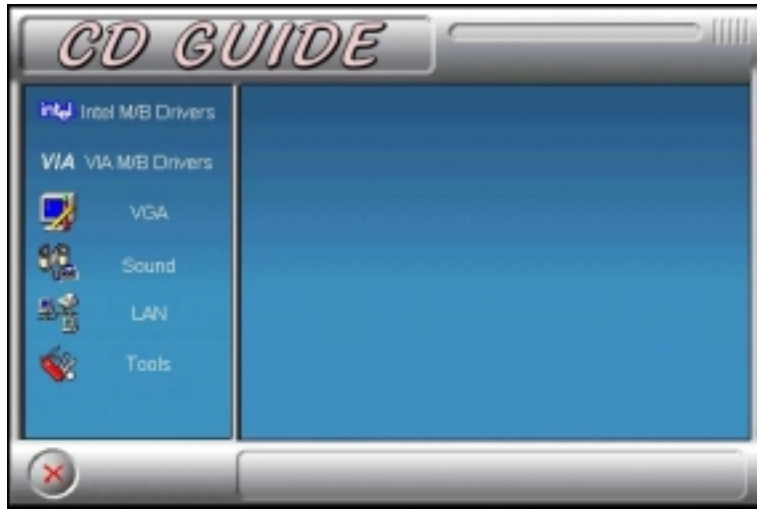 CD GUIDE
intel Intel M/B Drivers
VIA VIA M/B Drivers
VGA
Sound
LAN
Tools